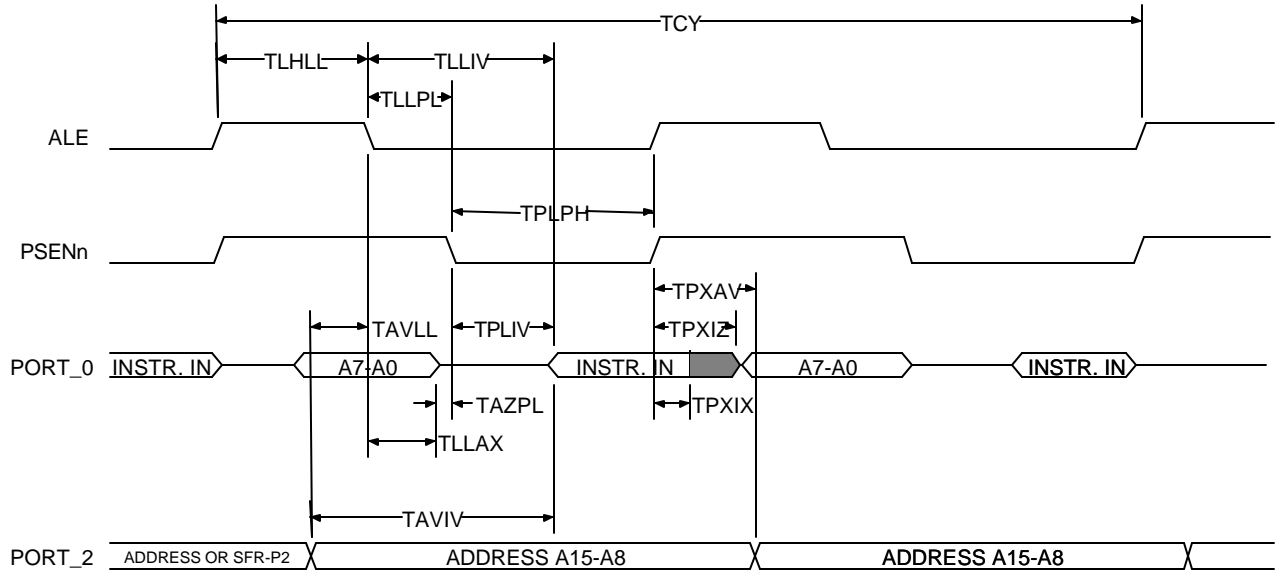 TCY
TLHLL TLLIV
TLLPL
ALE
TPLPH
PSENn
TPXAV
TAVLL TPLIV TPXIZ
PORT_0 INSTR. IN A7-A0 INSTR. IN A7-A0 INSTR. IN
TAZPL TPXIX
TLLAX
TAVIV
PORT_2 ADDRESS OR SFR-P2 ADDRESS A15-A8 ADDRESS A15-A8